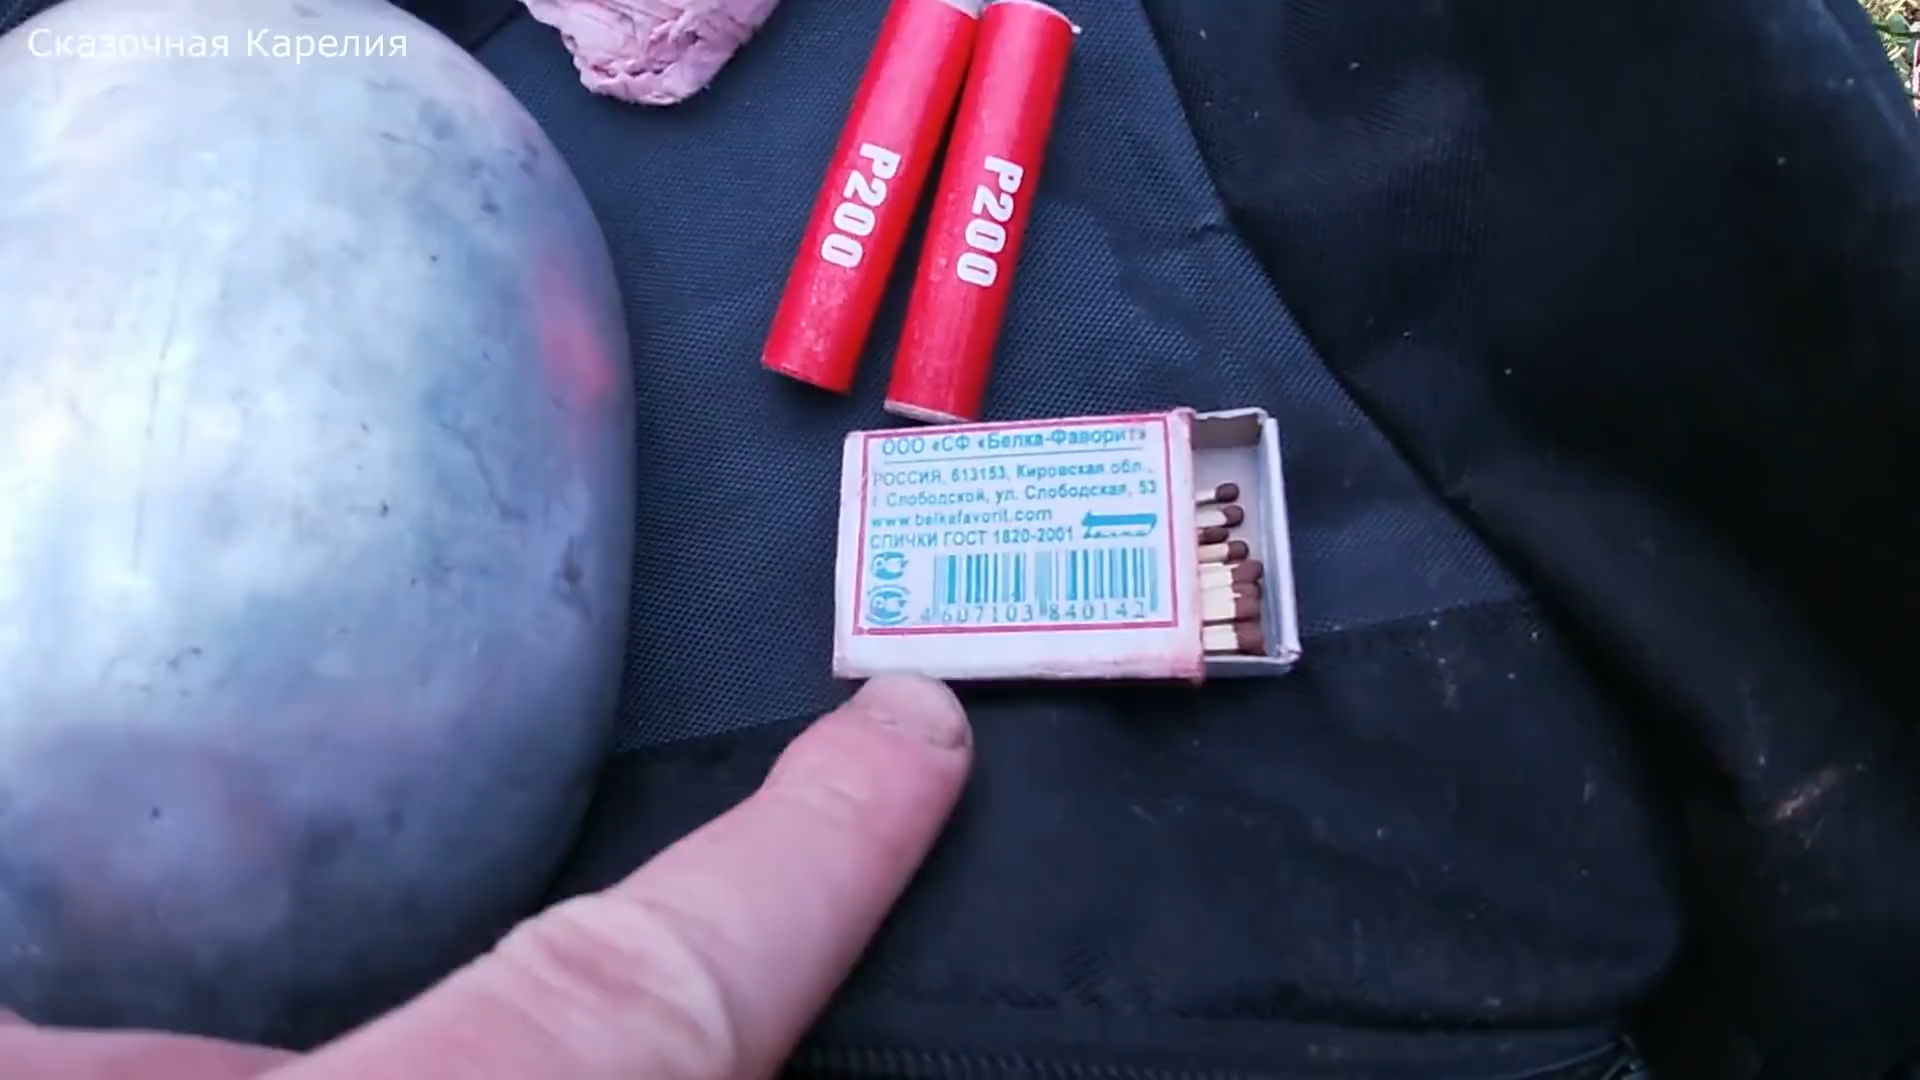 Сказочная Карелия
P200
P200
ООО «СФ «Белка-Фаворит»
РОССИЯ, 613153, Кировская обл.,
г. Слободской, ул. Слободская, 53
www.belkafavorit.com
СПИЧКИ ГОСТ 1820-2001
4 607103 840142